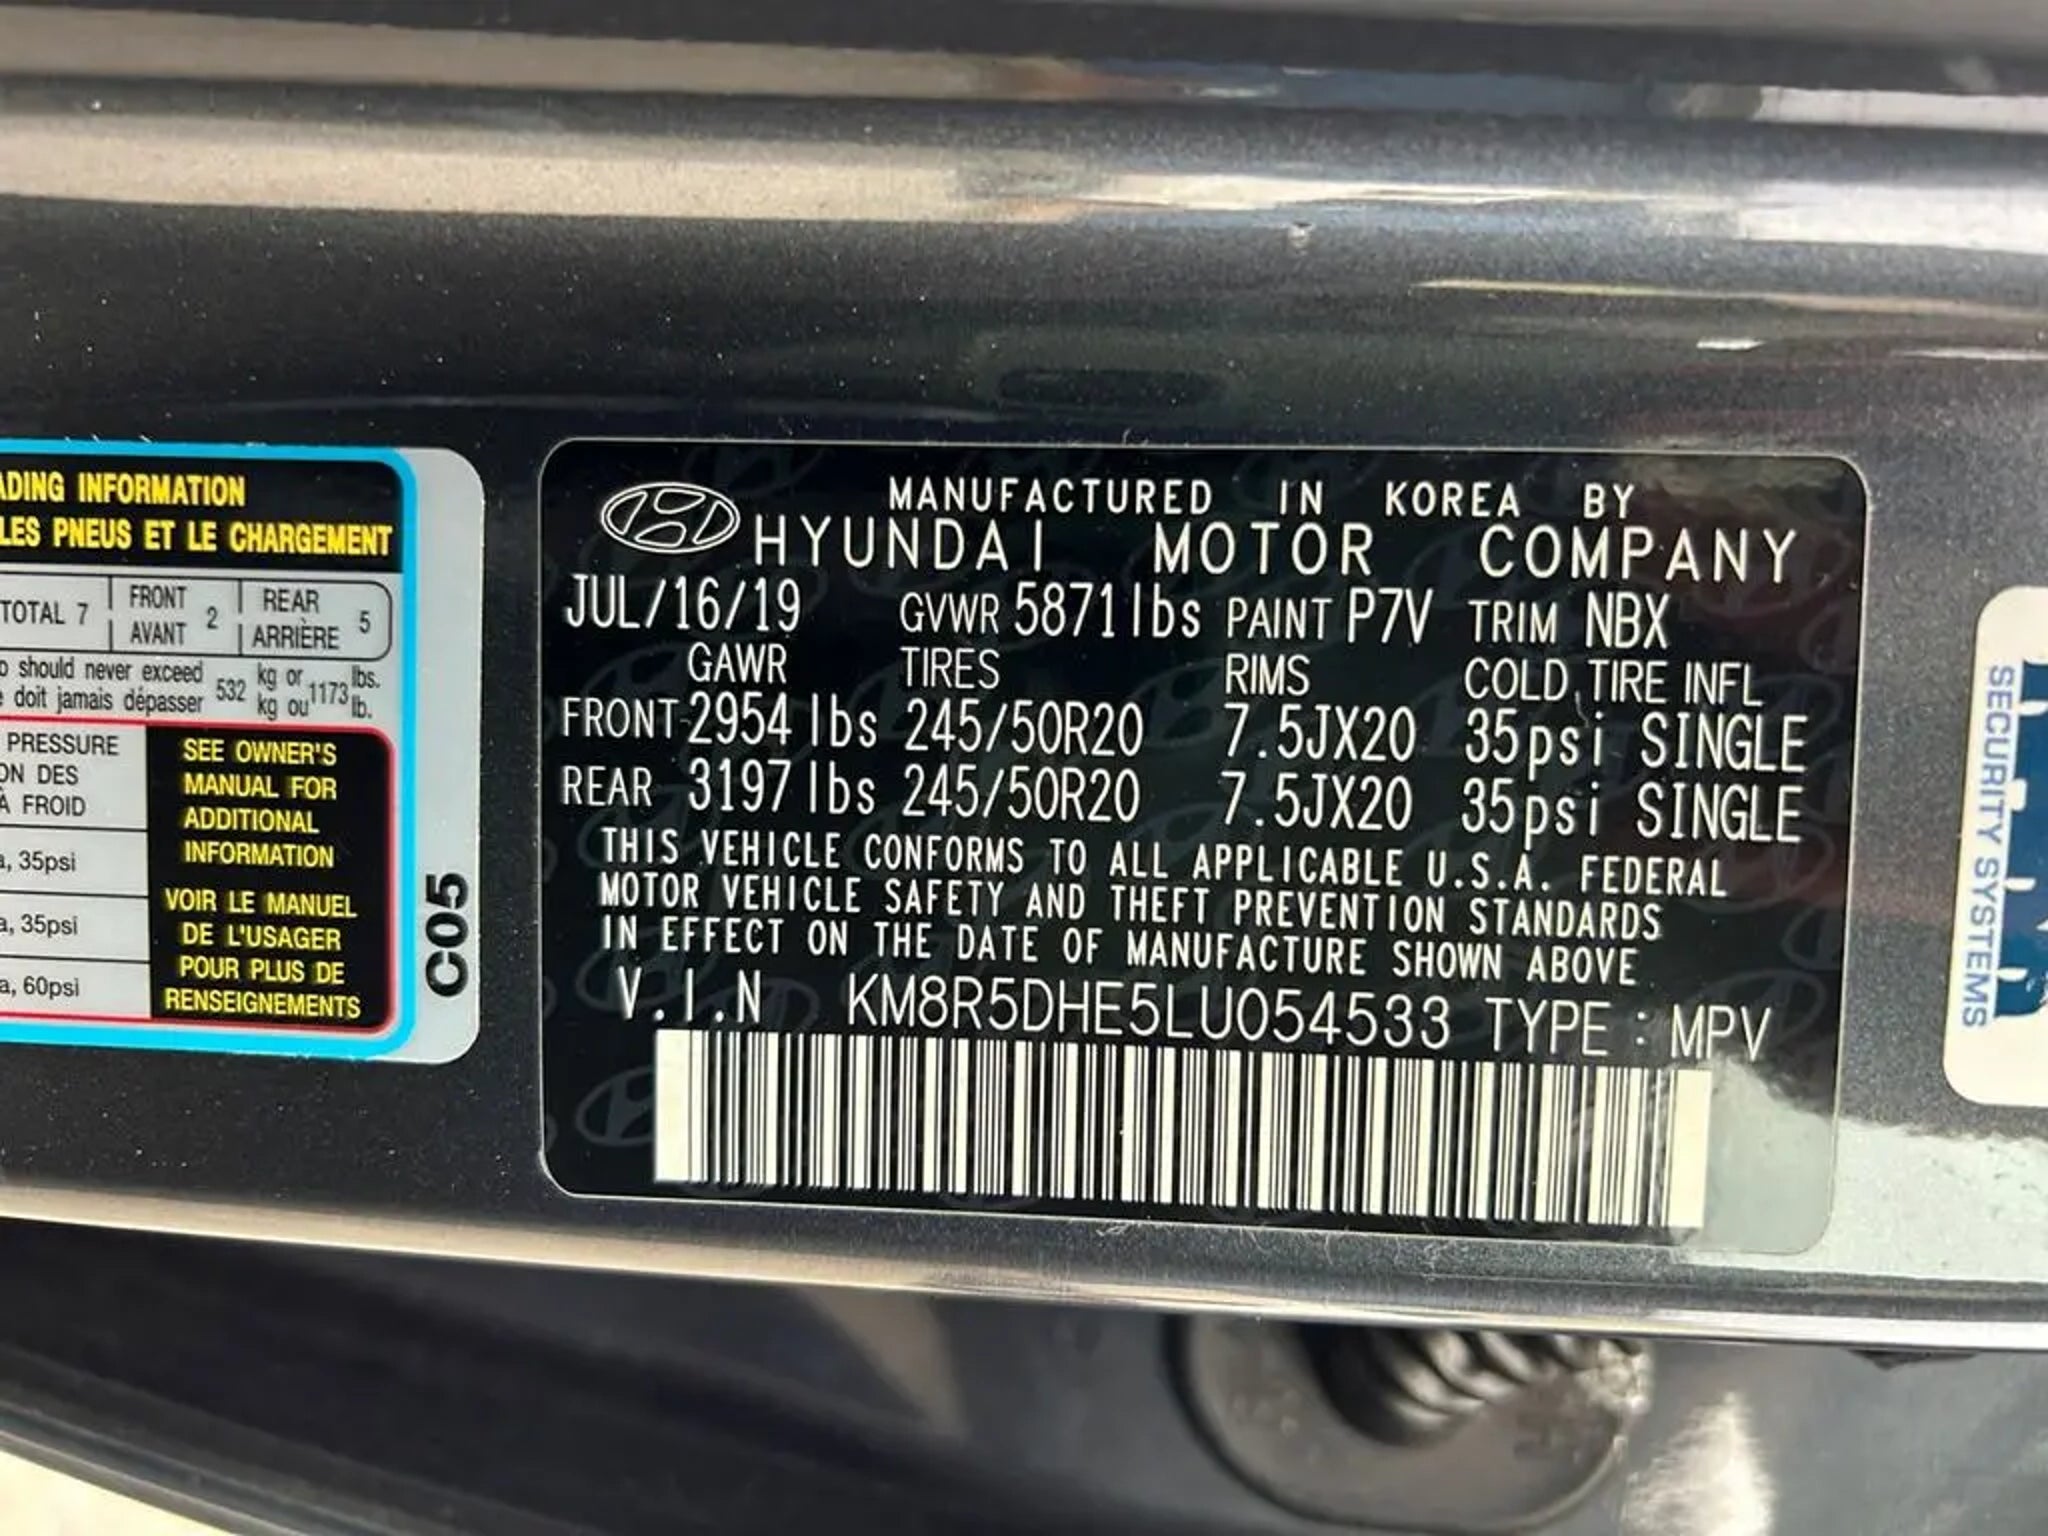 ADING INFORMATION
LES PNEUS ET LE CHARGEMENT
TOTAL 7 FRONT AVANT 2 REAR ARRIÈRE 5
should never exceed 532 kg or 1173 lbs.
doit jamais dépasser kg ou lb.
PRESSURE
ON DES
À FROID
, 35psi
, 35psi
, 60psi
SEE OWNER'S
MANUAL FOR
ADDITIONAL
INFORMATION
VOIR LE MANUEL
DE L'USAGER
POUR PLUS DE
RENSEIGNEMENTS
C05
MANUFACTURED IN KOREA BY
HYUNDAI MOTOR COMPANY
JUL/16/19 GVWR 5871lbs PAINT P7V TRIM NBX
GAWR TIRES RIMS COLD TIRE INFL
FRONT 2954 lbs 245/50R20 7.5JX20 35psi SINGLE
REAR 3197 lbs 245/50R20 7.5JX20 35psi SINGLE
THIS VEHICLE CONFORMS TO ALL APPLICABLE U.S.A. FEDERAL
MOTOR VEHICLE SAFETY AND THEFT PREVENTION STANDARDS
IN EFFECT ON THE DATE OF MANUFACTURE SHOWN ABOVE
V.I.N KM8R5DHE5LU054533 TYPE : MPV
SECURITY SYSTEMS